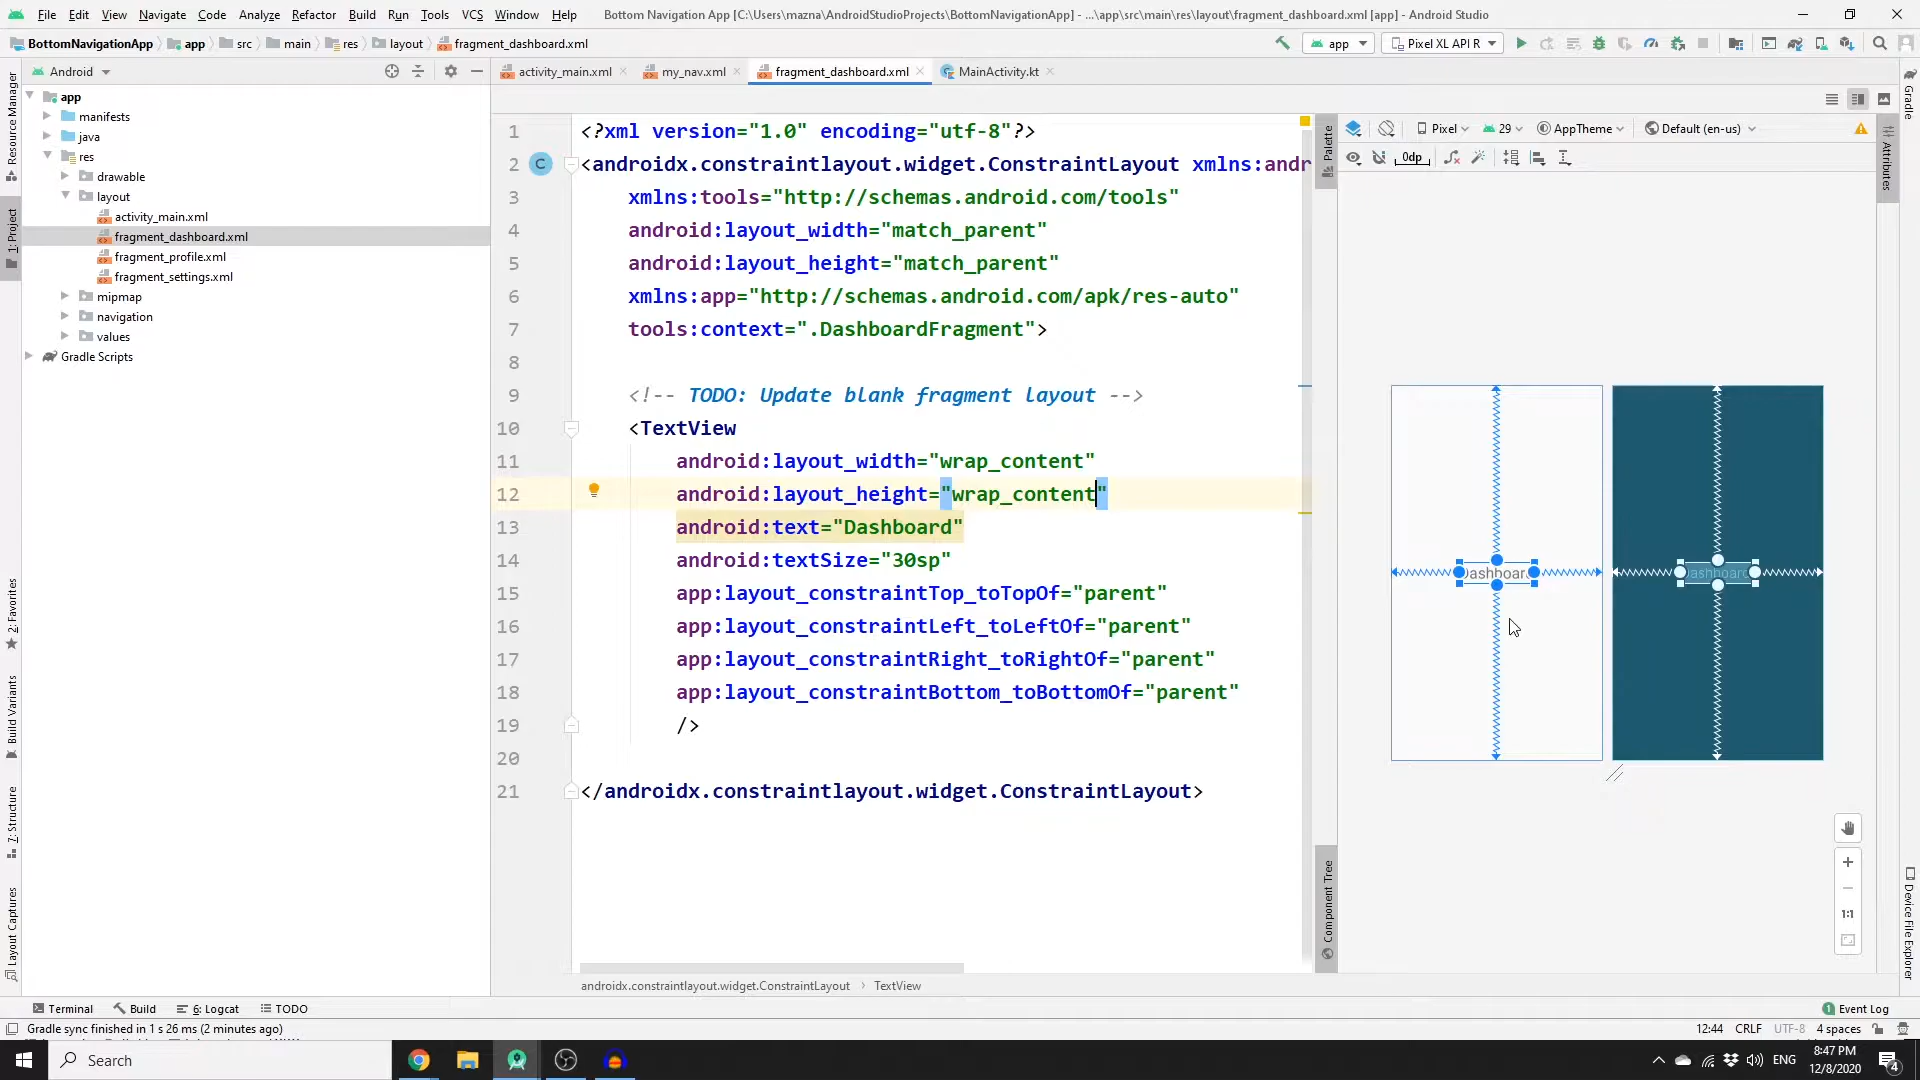 File Edit View Navigate Code Analyze Refactor Build Run Tools VCS Window Help Bottom Navigation App [C:\Users\mazna\AndroidStudioProjects\BottomNavigationApp] - ...\app\src\main\res\layout\fragment_dashboard.xml [app] - Android Studio
BottomNavigationApp app src main res layout fragment_dashboard.xml app Pixel XL API R
Android activity_main.xml my_nav.xml fragment_dashboard.xml MainActivity.kt
app
manifests
java
res
drawable
layout
activity_main.xml
fragment_dashboard.xml
fragment_profile.xml
fragment_settings.xml
mipmap
navigation
values
Gradle Scripts
Resource Manager
1: Project
2: Favorites
Build Variants
7: Structure
Layout Captures
1 <?xml version="1.0" encoding="utf-8"?>
2 <androidx.constraintlayout.widget.ConstraintLayout xmlns:andr
3 xmlns:tools="http://schemas.android.com/tools"
4 android:layout_width="match_parent"
5 android:layout_height="match_parent"
6 xmlns:app="http://schemas.android.com/apk/res-auto"
7 tools:context=".DashboardFragment">
8
9 <!-- TODO: Update blank fragment layout -->
10 <TextView
11 android:layout_width="wrap_content"
12 android:layout_height="wrap_content"
13 android:text="Dashboard"
14 android:textSize="30sp"
15 app:layout_constraintTop_toTopOf="parent"
16 app:layout_constraintLeft_toLeftOf="parent"
17 app:layout_constraintRight_toRightOf="parent"
18 app:layout_constraintBottom_toBottomOf="parent"
19 />
20
21 </androidx.constraintlayout.widget.ConstraintLayout>
androidx.constraintlayout.widget.ConstraintLayout › TextView
Palette
Component Tree
Pixel 29 AppTheme Default (en-us)
0dp
Dashboard
Dashboard
1:1
Gradle
Attributes
Device File Explorer
Terminal Build 6: Logcat TODO 1 Event Log
Gradle sync finished in 1 s 26 ms (2 minutes ago) 12:44 CRLF UTF-8 4 spaces
Search ENG 8:47 PM
12/8/2020 4